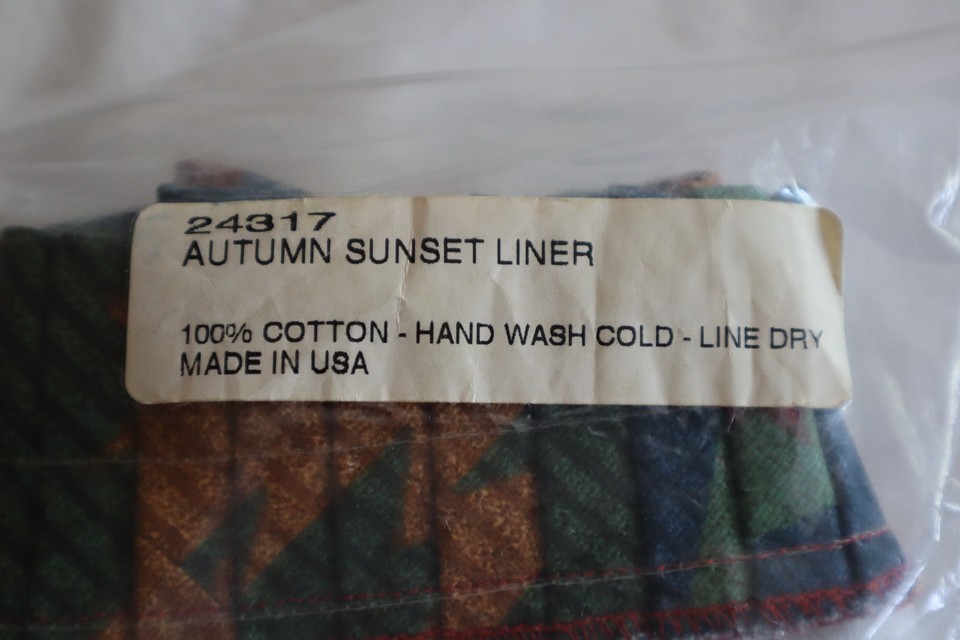 24317
AUTUMN SUNSET LINER
100% COTTON - HAND WASH COLD - LINE DRY
MADE IN USA